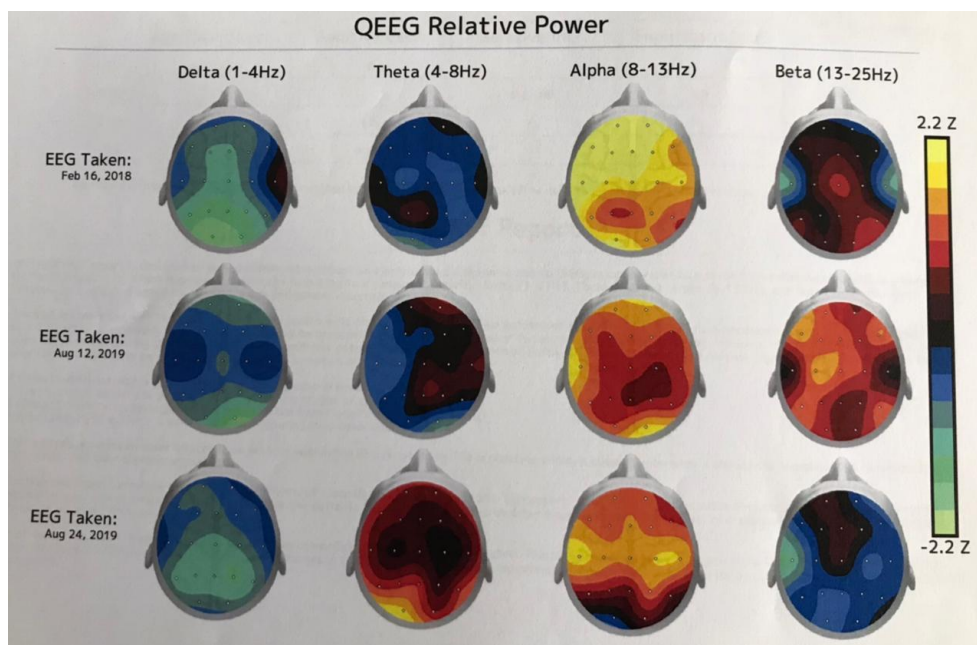 QEEG Relative Power
Delta (1-4Hz)
Theta (4-8Hz)
Alpha (8-13Hz)
Beta (13-25Hz)
2.2 Z
EEG Taken:
Feb 16, 2018
EEG Taken:
Aug 12, 2019
EEG Taken:
Aug 24, 2019
-2.2 Z